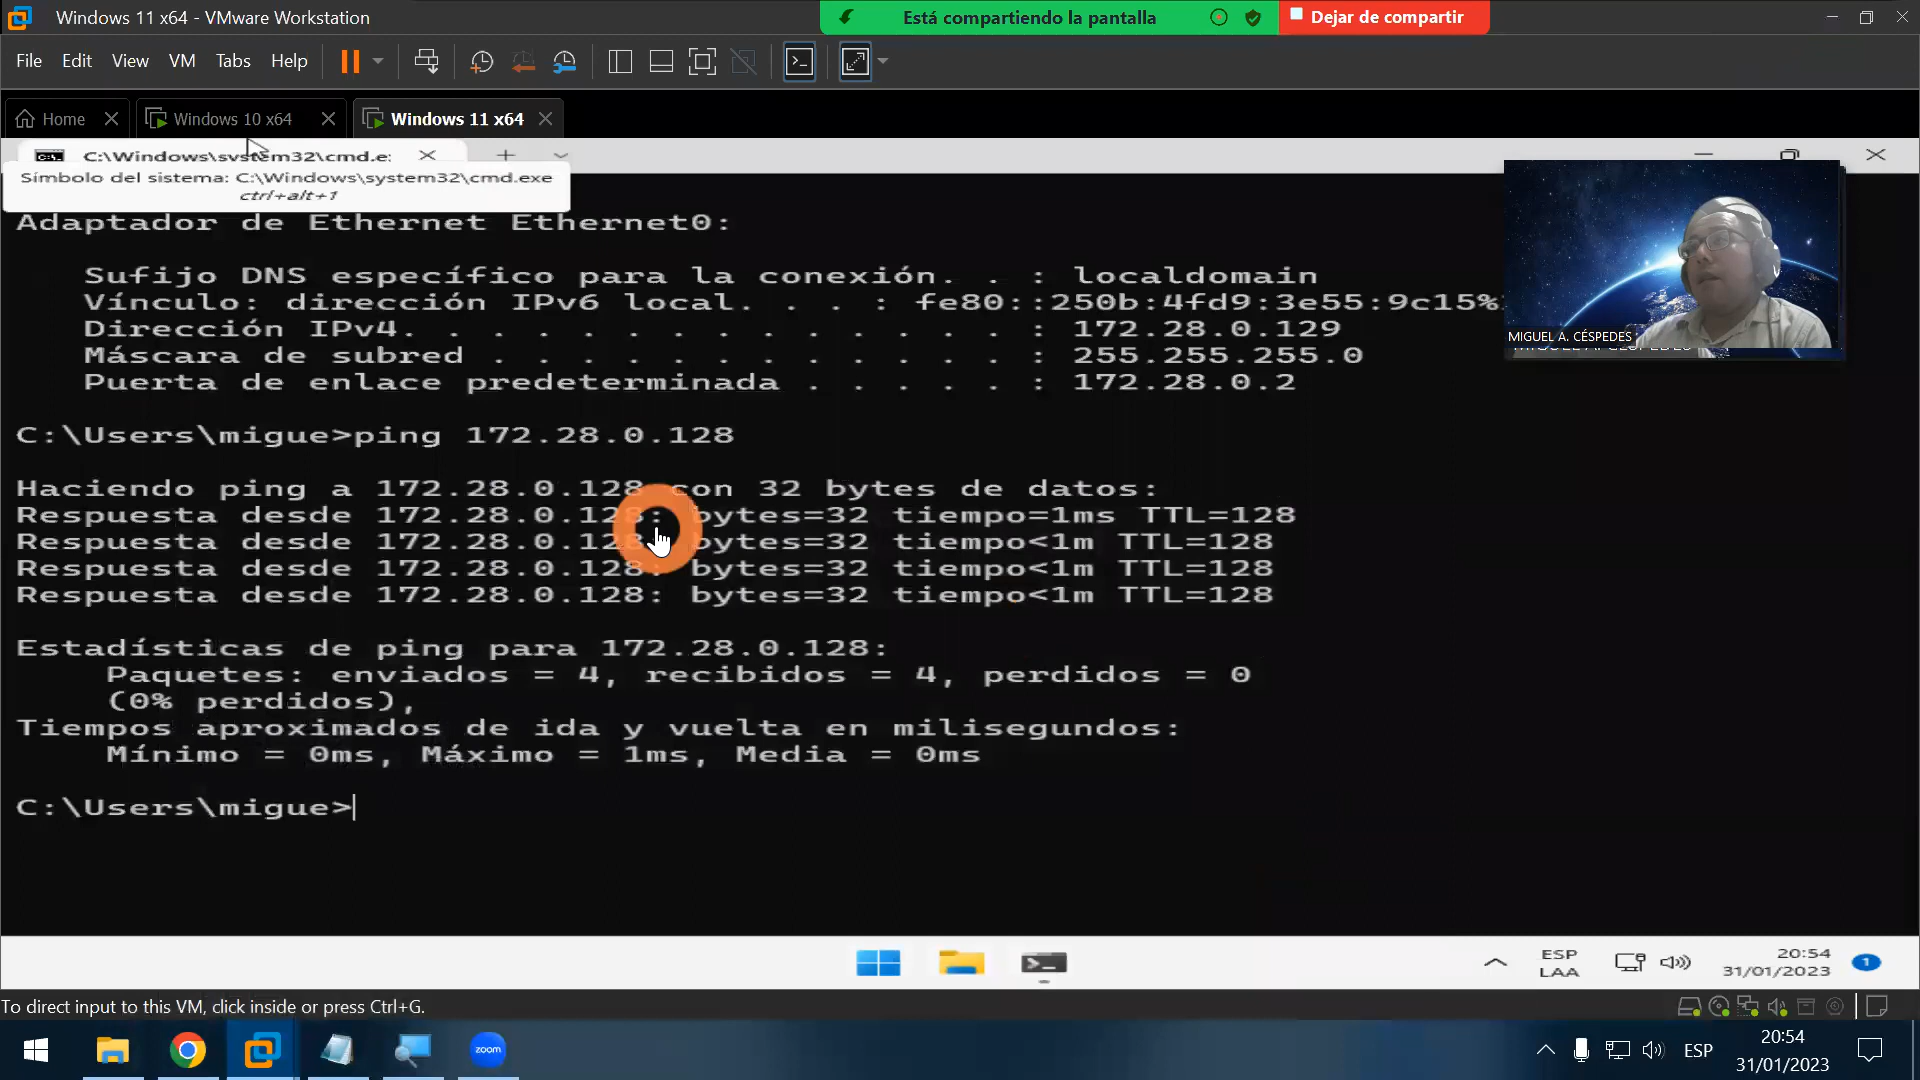 Windows 11 x64 - VMware Workstation
Está compartiendo la pantalla
Dejar de compartir
File Edit View VM Tabs Help
Home
Windows 10 x64
Windows 11 x64
C:\Windows\system32\cmd.e:
Símbolo del sistema: C:\Windows\system32\cmd.exe
ctrl+alt+1
Adaptador de Ethernet Ethernet0:
Sufijo DNS específico para la conexión. . : localdomain
Vínculo: dirección IPv6 local. . . : fe80::250b:4fd9:3e55:9c15%
Dirección IPv4. . . . . . . . . . . . . . : 172.28.0.129
Máscara de subred . . . . . . . . . . . . : 255.255.255.0
Puerta de enlace predeterminada . . . . . : 172.28.0.2
MIGUEL A. CÉSPEDES
C:\Users\migue>ping 172.28.0.128
Haciendo ping a 172.28.0.128 con 32 bytes de datos:
Respuesta desde 172.28.0.128: bytes=32 tiempo=1ms TTL=128
Respuesta desde 172.28.0.128: bytes=32 tiempo<1m TTL=128
Respuesta desde 172.28.0.128: bytes=32 tiempo<1m TTL=128
Respuesta desde 172.28.0.128: bytes=32 tiempo<1m TTL=128
Estadísticas de ping para 172.28.0.128:
Paquetes: enviados = 4, recibidos = 4, perdidos = 0
(0% perdidos),
Tiempos aproximados de ida y vuelta en milisegundos:
Mínimo = 0ms, Máximo = 1ms, Media = 0ms
C:\Users\migue>
ESP
LAA
20:54
31/01/2023
1
To direct input to this VM, click inside or press Ctrl+G.
zoom
ESP
20:54
31/01/2023